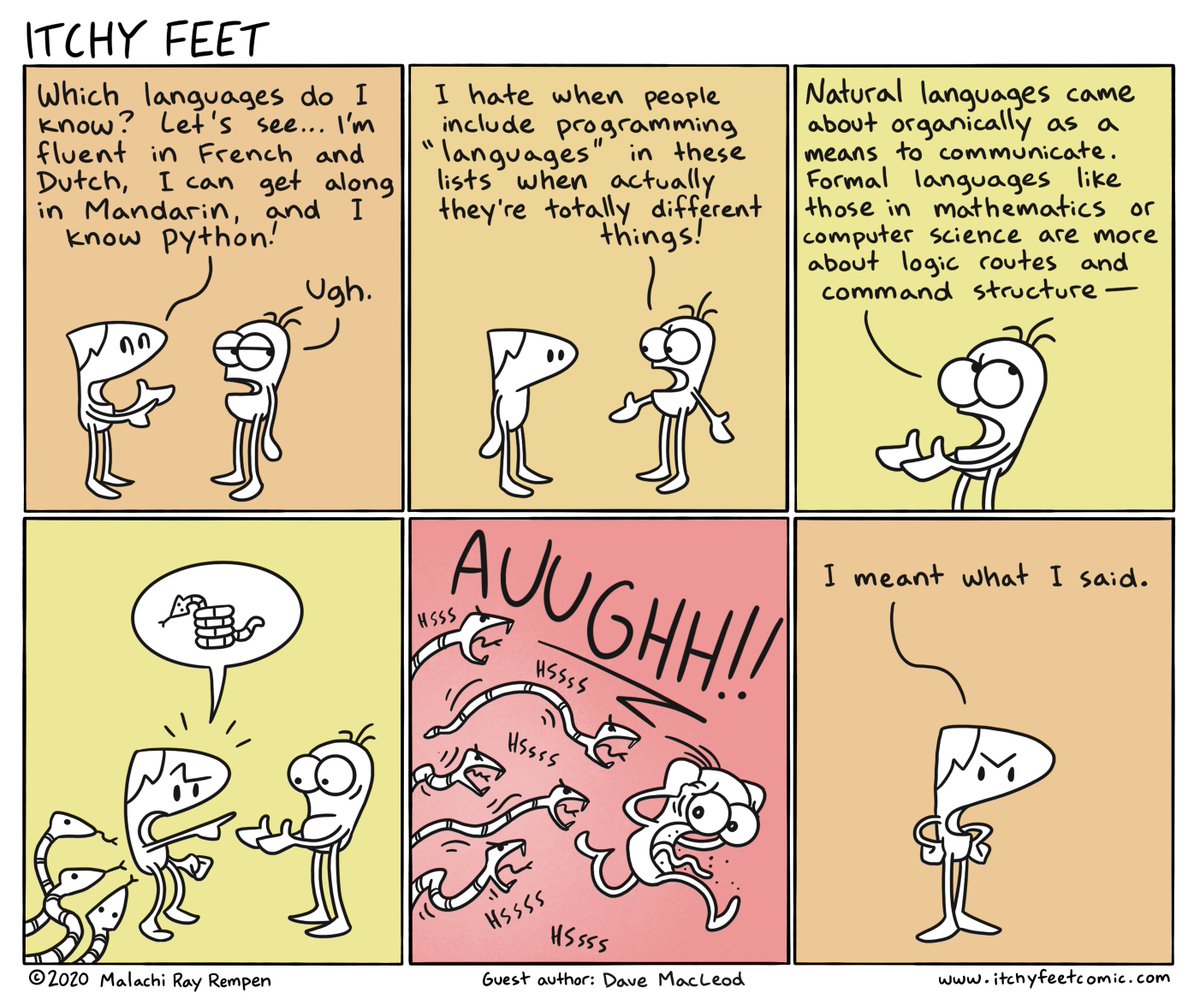 ITCHY FEET
Which languages do I
know? Let's see... I'm
fluent in French and
Dutch, I can get along
in Mandarin, and I
know python!
Ugh.
I hate when people
include programming
"languages" in these
lists when actually
they're totally different
things!
Natural languages came
about organically as a
means to communicate.
Formal languages like
those in mathematics or
computer science are more
about logic routes and
command structure —
AUUGHH!!
HSSS
HSSSS
HSSSS
HSSSS
HSSSS
I meant what I said.
©2020 Malachi Ray Rempen
Guest author: Dave MacLeod
www.itchyfeetcomic.com